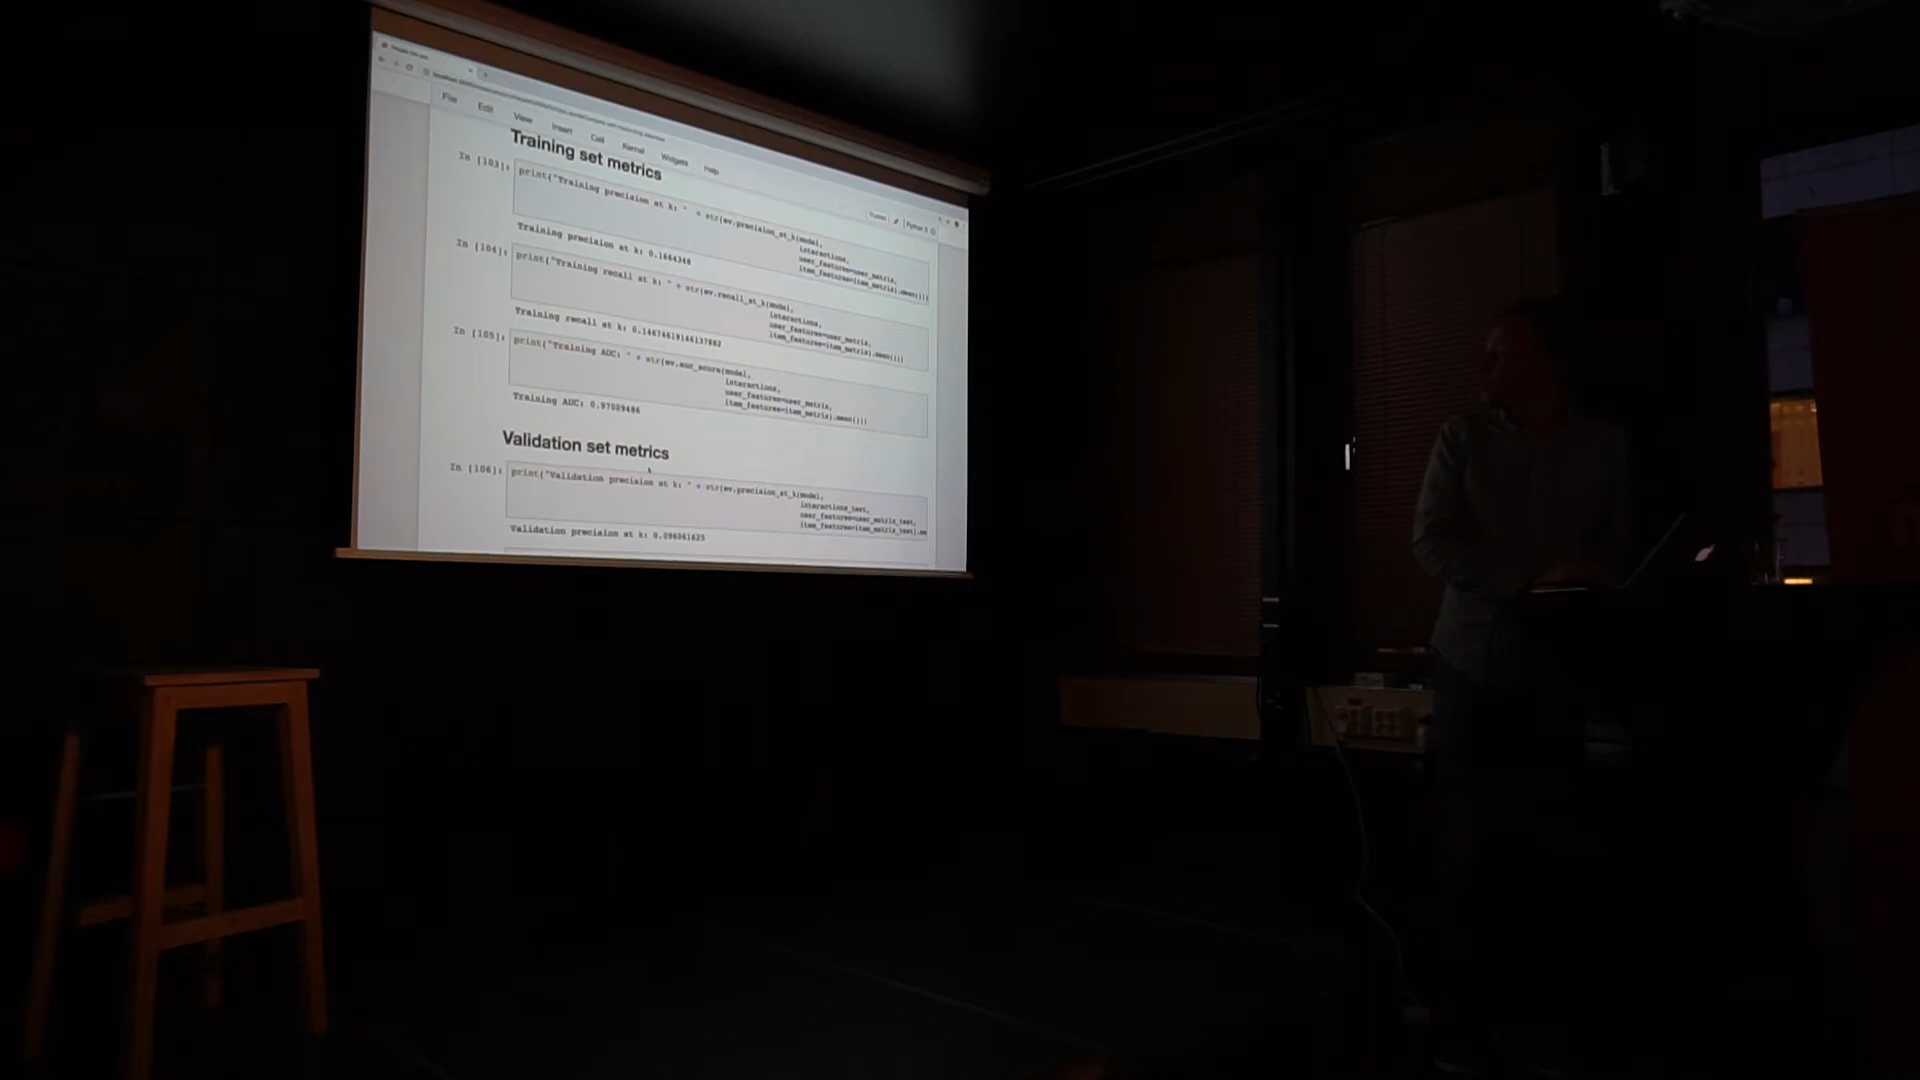 File Edit View Insert Cell Kernel Widgets Help
Trusted Python 3
Training set metrics
In [103]: print("Training precision at k: " + str(ev.precision_at_k(model,
interactions,
user_features=user_matrix,
item_features=item_matrix).mean()))
Training precision at k: 0.1664348
In [104]: print("Training recall at k: " + str(ev.recall_at_k(model,
interactions,
user_features=user_matrix,
item_features=item_matrix).mean()))
Training recall at k: 0.14674619146137882
In [105]: print("Training AUC: " + str(ev.auc_score(model,
interactions,
user_features=user_matrix,
item_features=item_matrix).mean()))
Training AUC: 0.97009486
Validation set metrics
In [106]: print("Validation precision at k: " + str(ev.precision_at_k(model,
interactions_test,
user_features=user_matrix_test,
item_features=item_matrix_test).me
Validation precision at k: 0.096061625